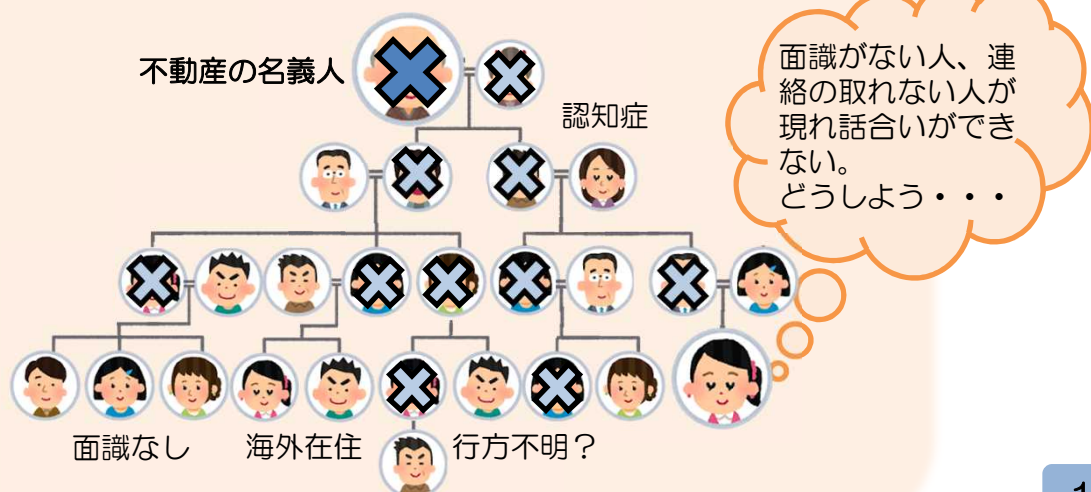 不動産の名義人
認知症
面識がない人、連
絡の取れない人が
現れ話合いができ
ない。
どうしよう・・・
面識なし
海外在住
行方不明？